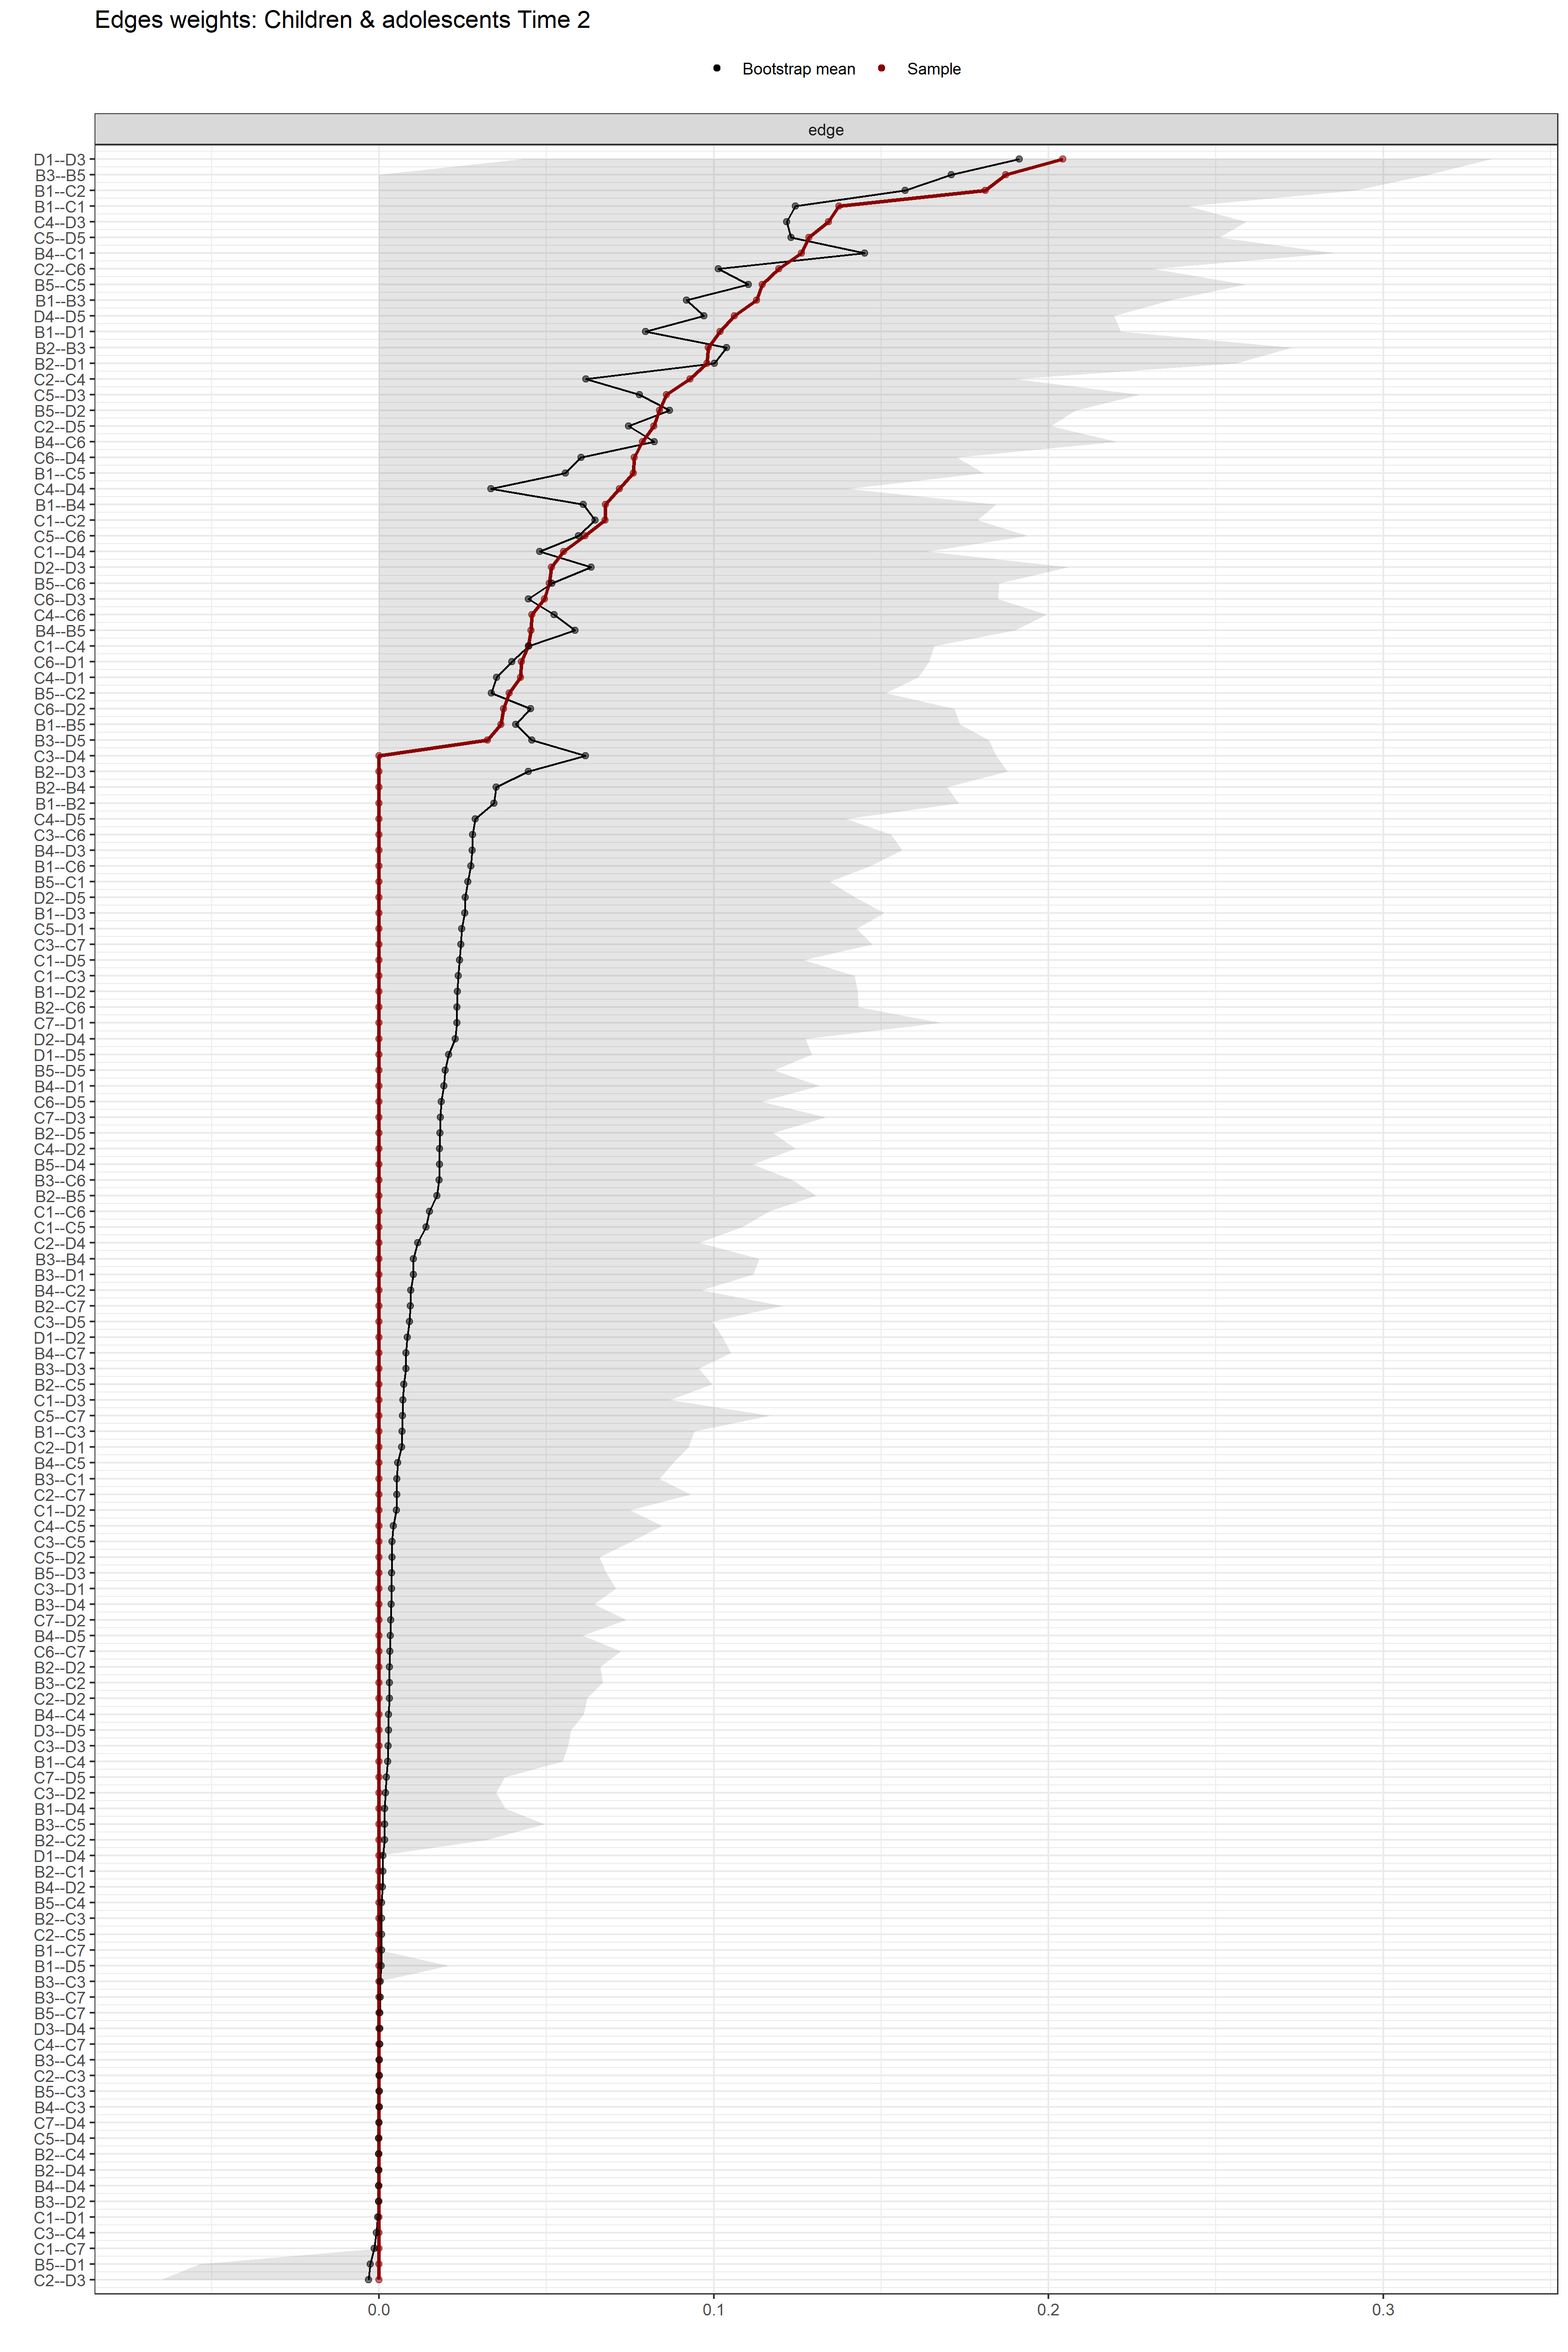 Edges weights: Children & adolescents Time 2
Bootstrap mean Sample
edge
D1--D3
B3--B5
B1--C2
B1--C1
C4--D3
C5--D5
B4--C1
C2--C6
B5--C5
B1--B3
D4--D5
B1--D1
B2--B3
B2--D1
C2--C4
C5--D3
B5--D2
C2--D5
B4--C6
C6--D4
B1--C5
C4--D4
B1--B4
C1--C2
C5--C6
C1--D4
D2--D3
B5--C6
C6--D3
C4--C6
B4--B5
C1--C4
C6--D1
C4--D1
B5--C2
C6--D2
B1--B5
B3--D5
C3--D4
B2--D3
B2--B4
B1--B2
C4--D5
C3--C6
B4--D3
B1--C6
B5--C1
D2--D5
B1--D3
C5--D1
C3--C7
C1--D5
C1--C3
B1--D2
B2--C6
C7--D1
D2--D4
D1--D5
B5--D5
B4--D1
C6--D5
C7--D3
B2--D5
C4--D2
B5--D4
B3--C6
B2--B5
C1--C6
C1--C5
C2--D4
B3--B4
B3--D1
B4--C2
B2--C7
C3--D5
D1--D2
B4--C7
B3--D3
B2--C5
C1--D3
C5--C7
B1--C3
C2--D1
B4--C5
B3--C1
C2--C7
C1--D2
C4--C5
C3--C5
C5--D2
B5--D3
C3--D1
B3--D4
C7--D2
B4--D5
C6--C7
B2--D2
B3--C2
C2--D2
B4--C4
D3--D5
C3--D3
B1--C4
C7--D5
C3--D2
B1--D4
B3--C5
B2--C2
D1--D4
B2--C1
B4--D2
B5--C4
B2--C3
C2--C5
B1--C7
B1--D5
B3--C3
B3--C7
B5--C7
D3--D4
C4--C7
B3--C4
C2--C3
B5--C3
B4--C3
C7--D4
C5--D4
B2--C4
B2--D4
B4--D4
B3--D2
C1--D1
C3--C4
C1--C7
B5--D1
C2--D3
0.0 0.1 0.2 0.3